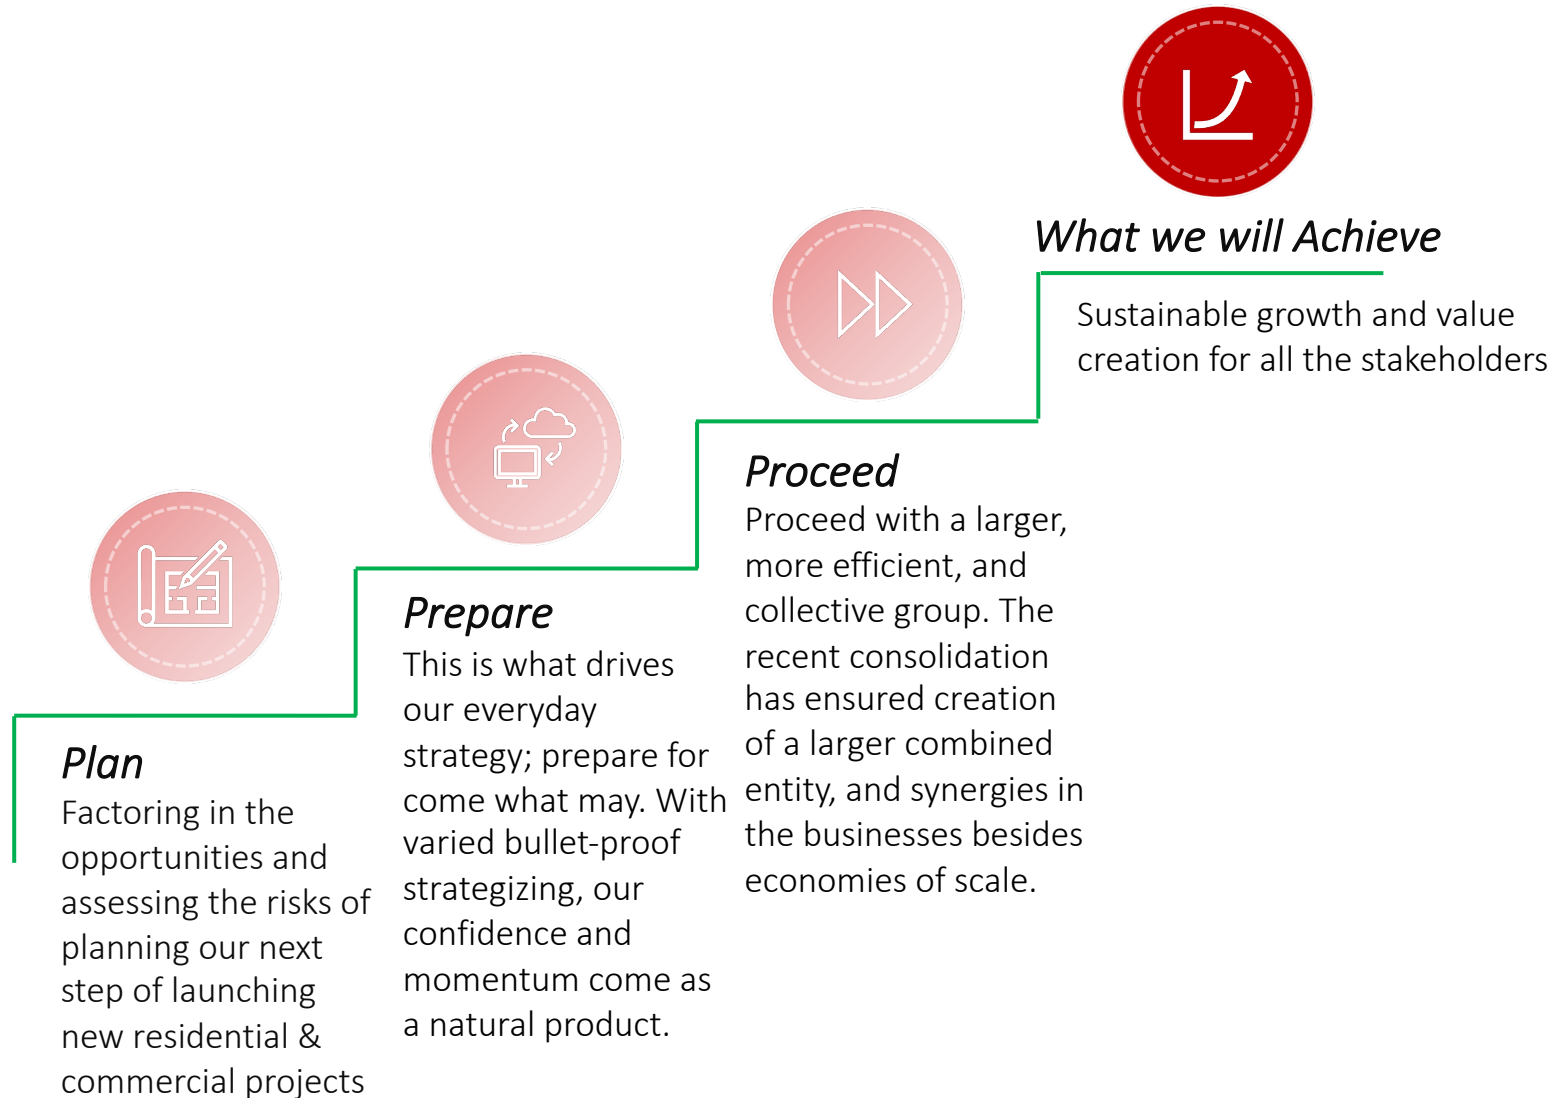 Plan
Factoring in the
opportunities and
assessing the risks of
planning our next
step of launching
new residential &
commercial projects
Prepare
This is what drives
our everyday
strategy; prepare for
come what may. With
varied bullet-proof
strategizing, our
confidence and
momentum come as
a natural product.
Proceed
Proceed with a larger,
more efficient, and
collective group. The
recent consolidation
has ensured creation
of a larger combined
entity, and synergies in
the businesses besides
economies of scale.
What we will Achieve
Sustainable growth and value
creation for all the stakeholders